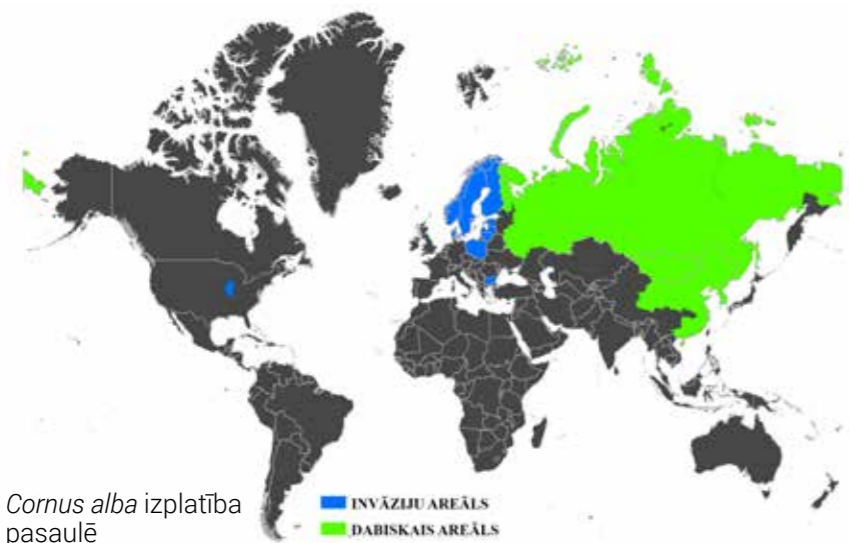 Cornus alba izplatība
pasaulē
INVĀZIJU AREĀLS
DABISKAIS AREĀLS